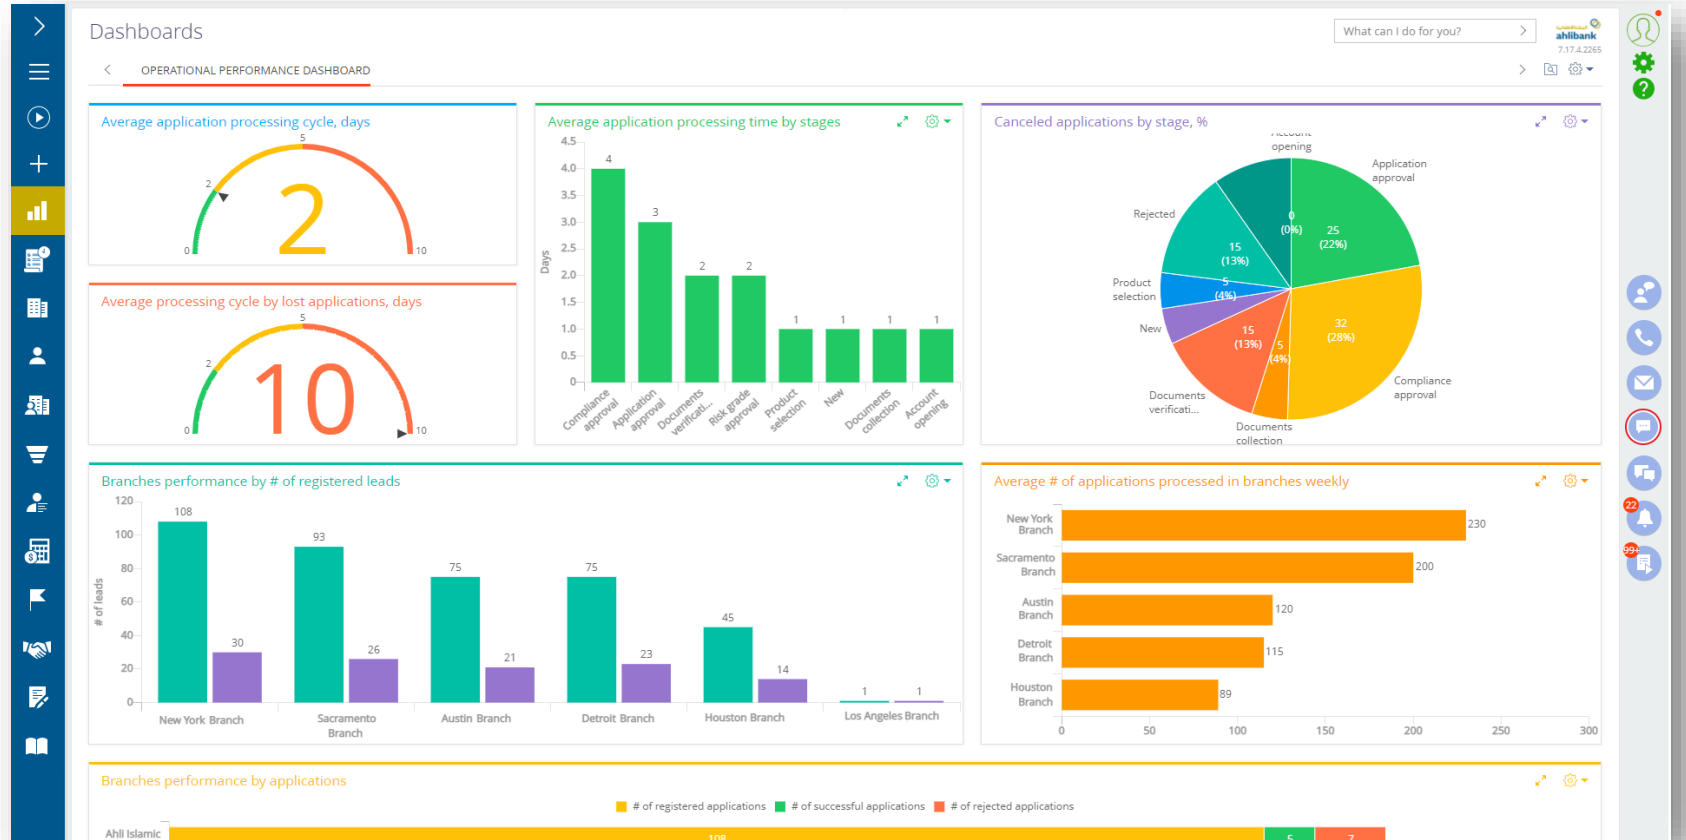 Dashboards
What can I do for you?
ahlibank
7.17.4.2265
OPERATIONAL PERFORMANCE DASHBOARD
Average application processing cycle, days
5
2
2
0
10
Average processing cycle by lost applications, days
5
2
10
0
10
Average application processing time by stages
4.5
4.0
3.5
3.0
2.5
2.0
1.5
1.0
0.5
0
Days
4
3
2
2
1
1
1
1
Compliance approval
Application approval
Documents verificati...
Risk grade approval
Product selection
New
Documents collection
Account opening
Canceled applications by stage, %
Account
opening
Application
approval
Rejected
0
(0%)
25
(22%)
15
(13%)
Product
selection
5
(4%)
New
32
(28%)
15
(13%)
5
(4%)
Compliance
approval
Documents
verificati...
Documents
collection
Branches performance by # of registered leads
120
100
80
60
40
20
0
# of leads
108
30
93
26
75
21
75
23
45
14
1
1
New York Branch
Sacramento
Branch
Austin Branch
Detroit Branch
Houston Branch
Los Angeles Branch
Average # of applications processed in branches weekly
New York
Branch
230
Sacramento
Branch
200
Austin
Branch
120
Detroit
Branch
115
Houston
Branch
89
0
50
100
150
200
250
300
Branches performance by applications
# of registered applications
# of successful applications
# of rejected applications
Ahli Islamic
108
5
7
22
99+